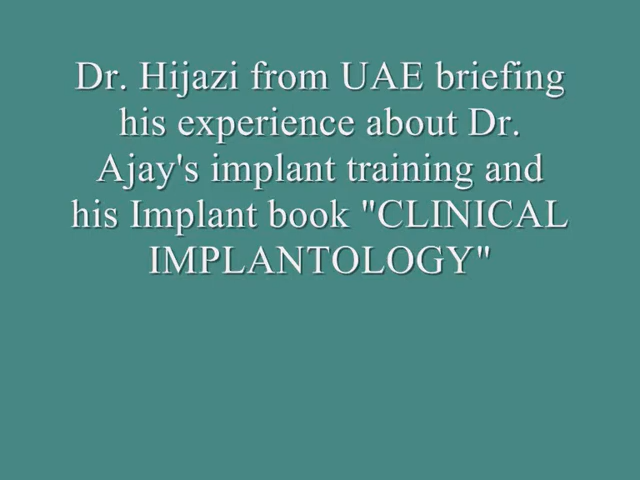 Dr. Hijazi from UAE briefing
his experience about Dr.
Ajay's implant training and
his Implant book "CLINICAL
IMPLANTOLOGY"